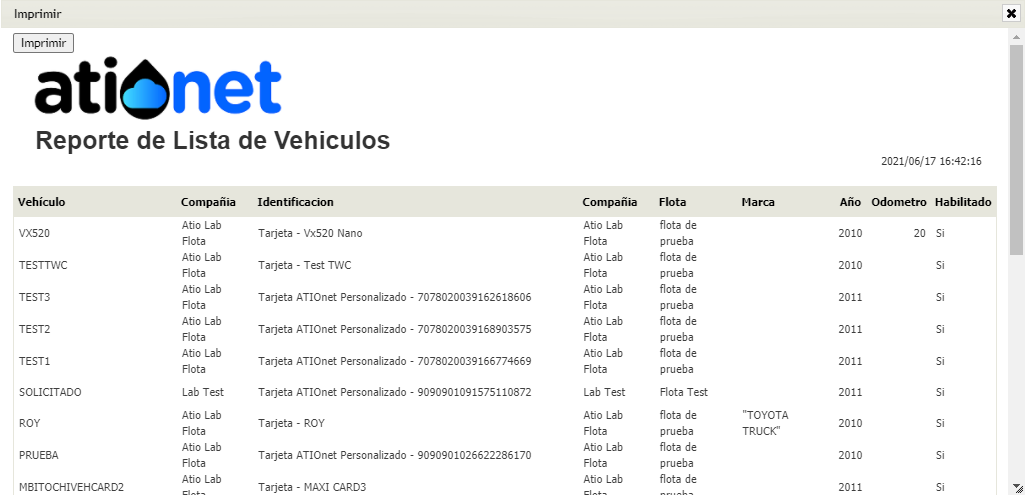 Imprimir
Imprimir
ationet
Reporte de Lista de Vehiculos
2021/06/17 16:42:16
Vehículo Compañia Identificacion Compañia Flota Marca Año Odometro Habilitado
VX520 Atio Lab Flota Tarjeta - Vx520 Nano Atio Lab Flota flota de prueba 2010 20 Si
TESTTWC Atio Lab Flota Tarjeta - Test TWC Atio Lab Flota flota de prueba 2010 Si
TEST3 Atio Lab Flota Tarjeta ATIOnet Personalizado - 7078020039162618606 Atio Lab Flota flota de prueba 2011 Si
TEST2 Atio Lab Flota Tarjeta ATIOnet Personalizado - 7078020039168903575 Atio Lab Flota flota de prueba 2011 Si
TEST1 Atio Lab Flota Tarjeta ATIOnet Personalizado - 7078020039166774669 Atio Lab Flota flota de prueba 2011 Si
SOLICITADO Lab Test Tarjeta ATIOnet Personalizado - 9090901091575110872 Lab Test Flota Test 2011 Si
ROY Atio Lab Flota Tarjeta - ROY Atio Lab Flota flota de prueba "TOYOTA TRUCK" 2010 Si
PRUEBA Atio Lab Flota Tarjeta ATIOnet Personalizado - 9090901026622286170 Atio Lab Flota flota de prueba 2010 Si
MBITOCHIVEHCARD2 Atio Lab Flota Tarjeta - MAXI CARD3 Atio Lab Flota flota de prueba 2011 Si